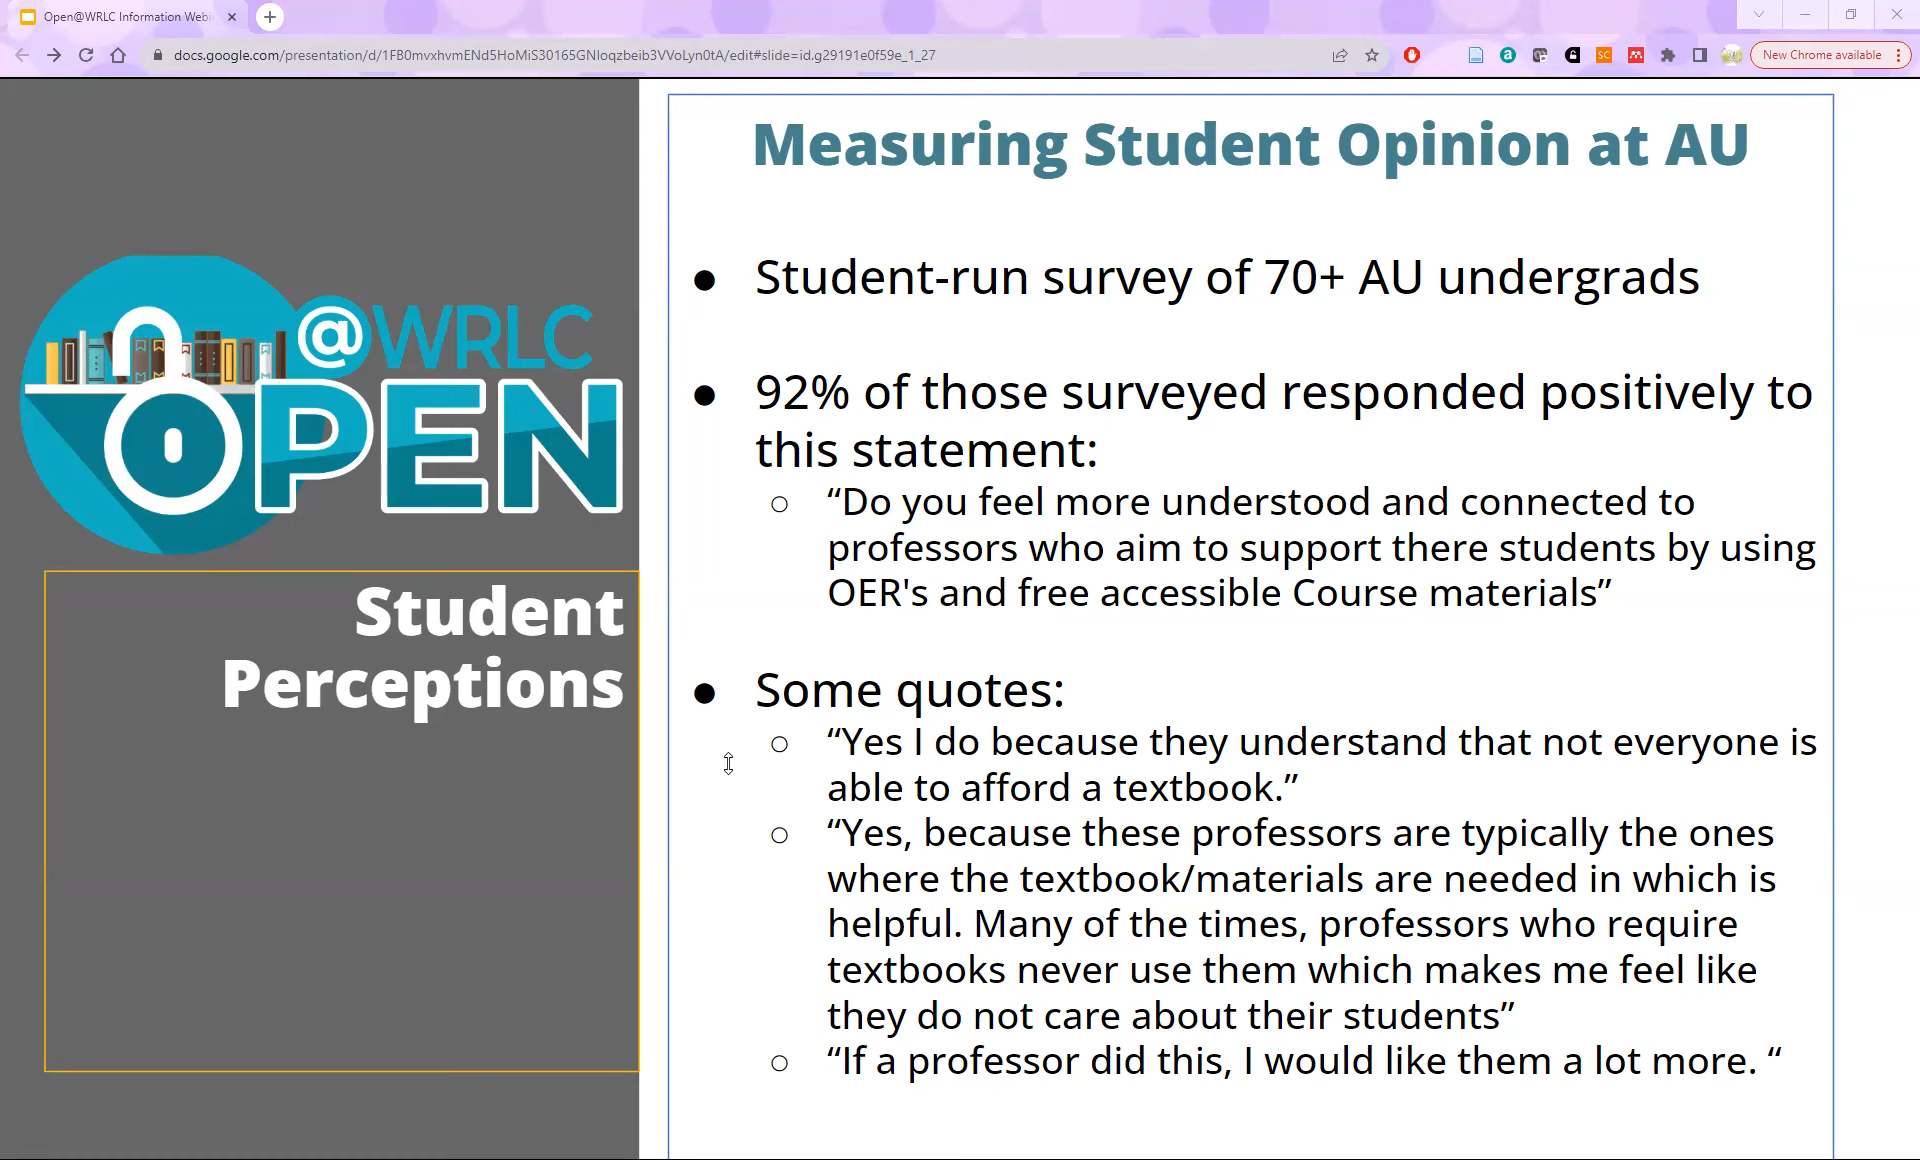 Open@WRLC Information Webi
docs.google.com/presentation/d/1FB0mvxhvmENd5HoMiS30165GNIoqzbeib3VVoLyn0tA/edit#slide=id.g29191e0f59e_1_27
New Chrome available
@WRLC
OPEN
Student
Perceptions
Measuring Student Opinion at AU
● Student-run survey of 70+ AU undergrads
● 92% of those surveyed responded positively to
this statement:
○ “Do you feel more understood and connected to
professors who aim to support there students by using
OER's and free accessible Course materials”
● Some quotes:
○ “Yes I do because they understand that not everyone is
able to afford a textbook.”
○ “Yes, because these professors are typically the ones
where the textbook/materials are needed in which is
helpful. Many of the times, professors who require
textbooks never use them which makes me feel like
they do not care about their students”
○ “If a professor did this, I would like them a lot more. “